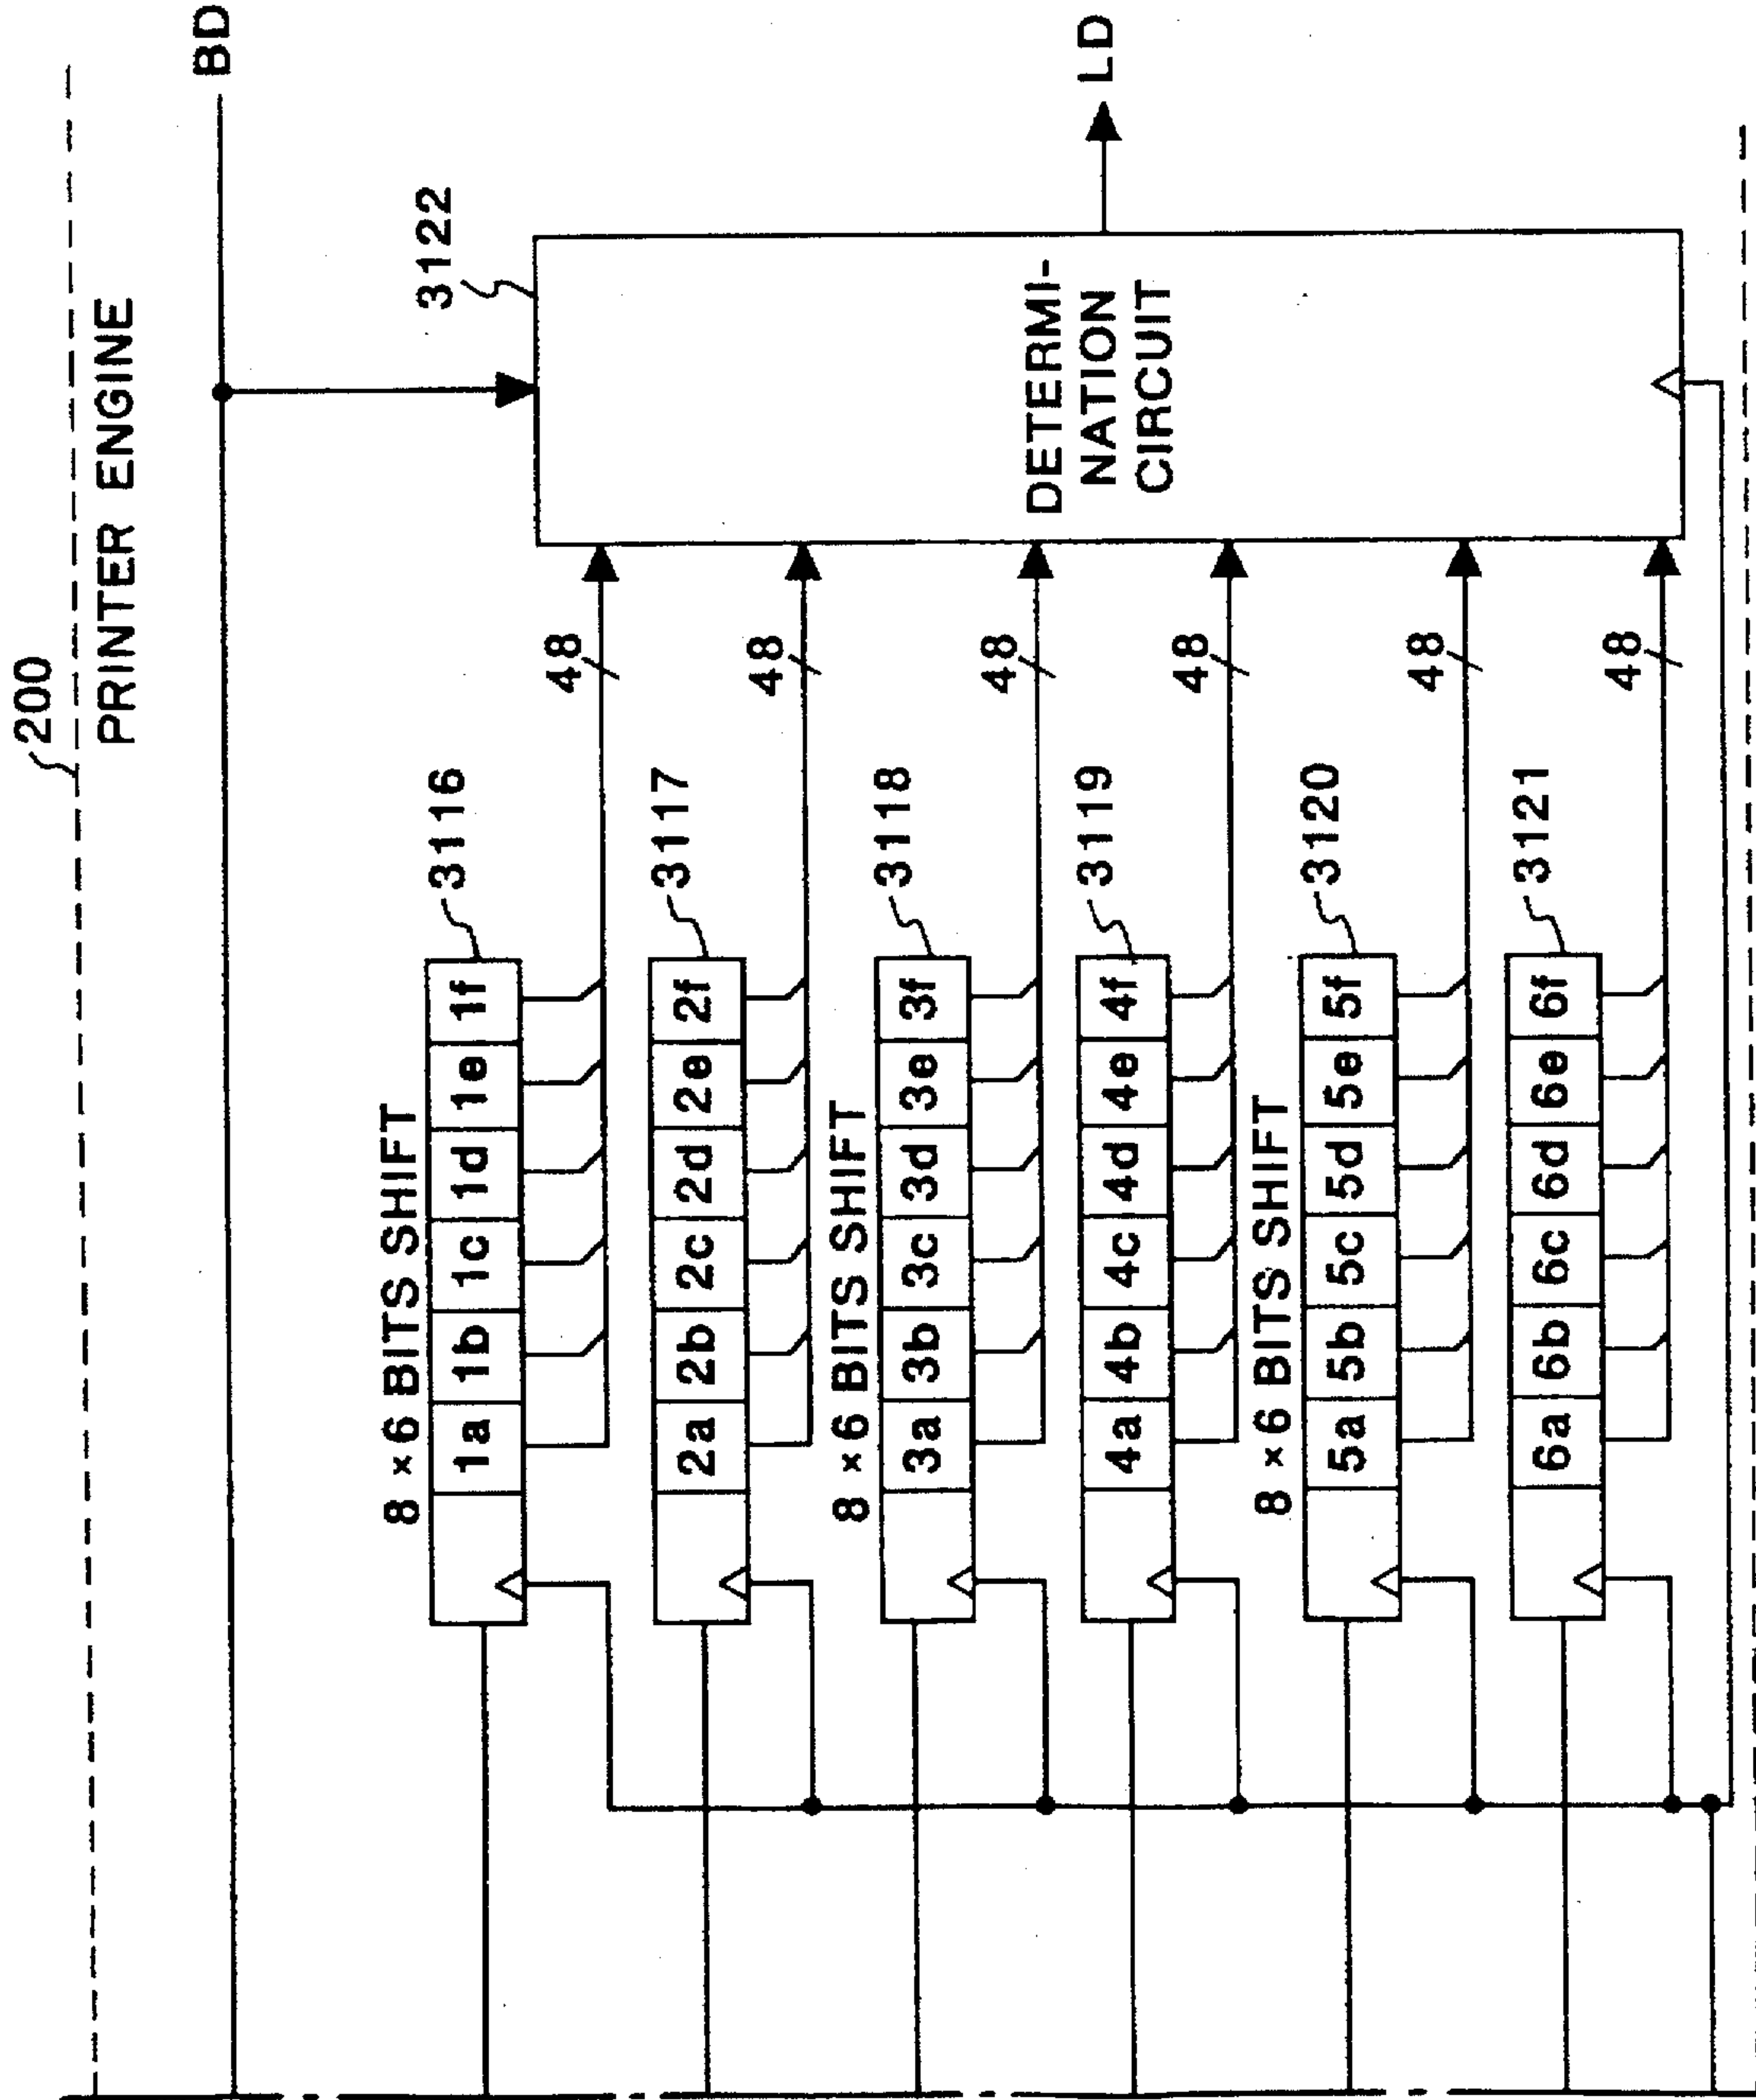 200
PRINTER ENGINE
BD
3122
8 × 6 BITS SHIFT
3116
1a 1b 1c 1d 1e 1f
48
3117
2a 2b 2c 2d 2e 2f
48
8 × 6 BITS SHIFT
3118
3a 3b 3c 3d 3e 3f
48
DETERMI-
NATION
CIRCUIT
LD
3119
4a 4b 4c 4d 4e 4f
48
8 × 6 BITS SHIFT
3120
5a 5b 5c 5d 5e 5f
48
3121
6a 6b 6c 6d 6e 6f
48